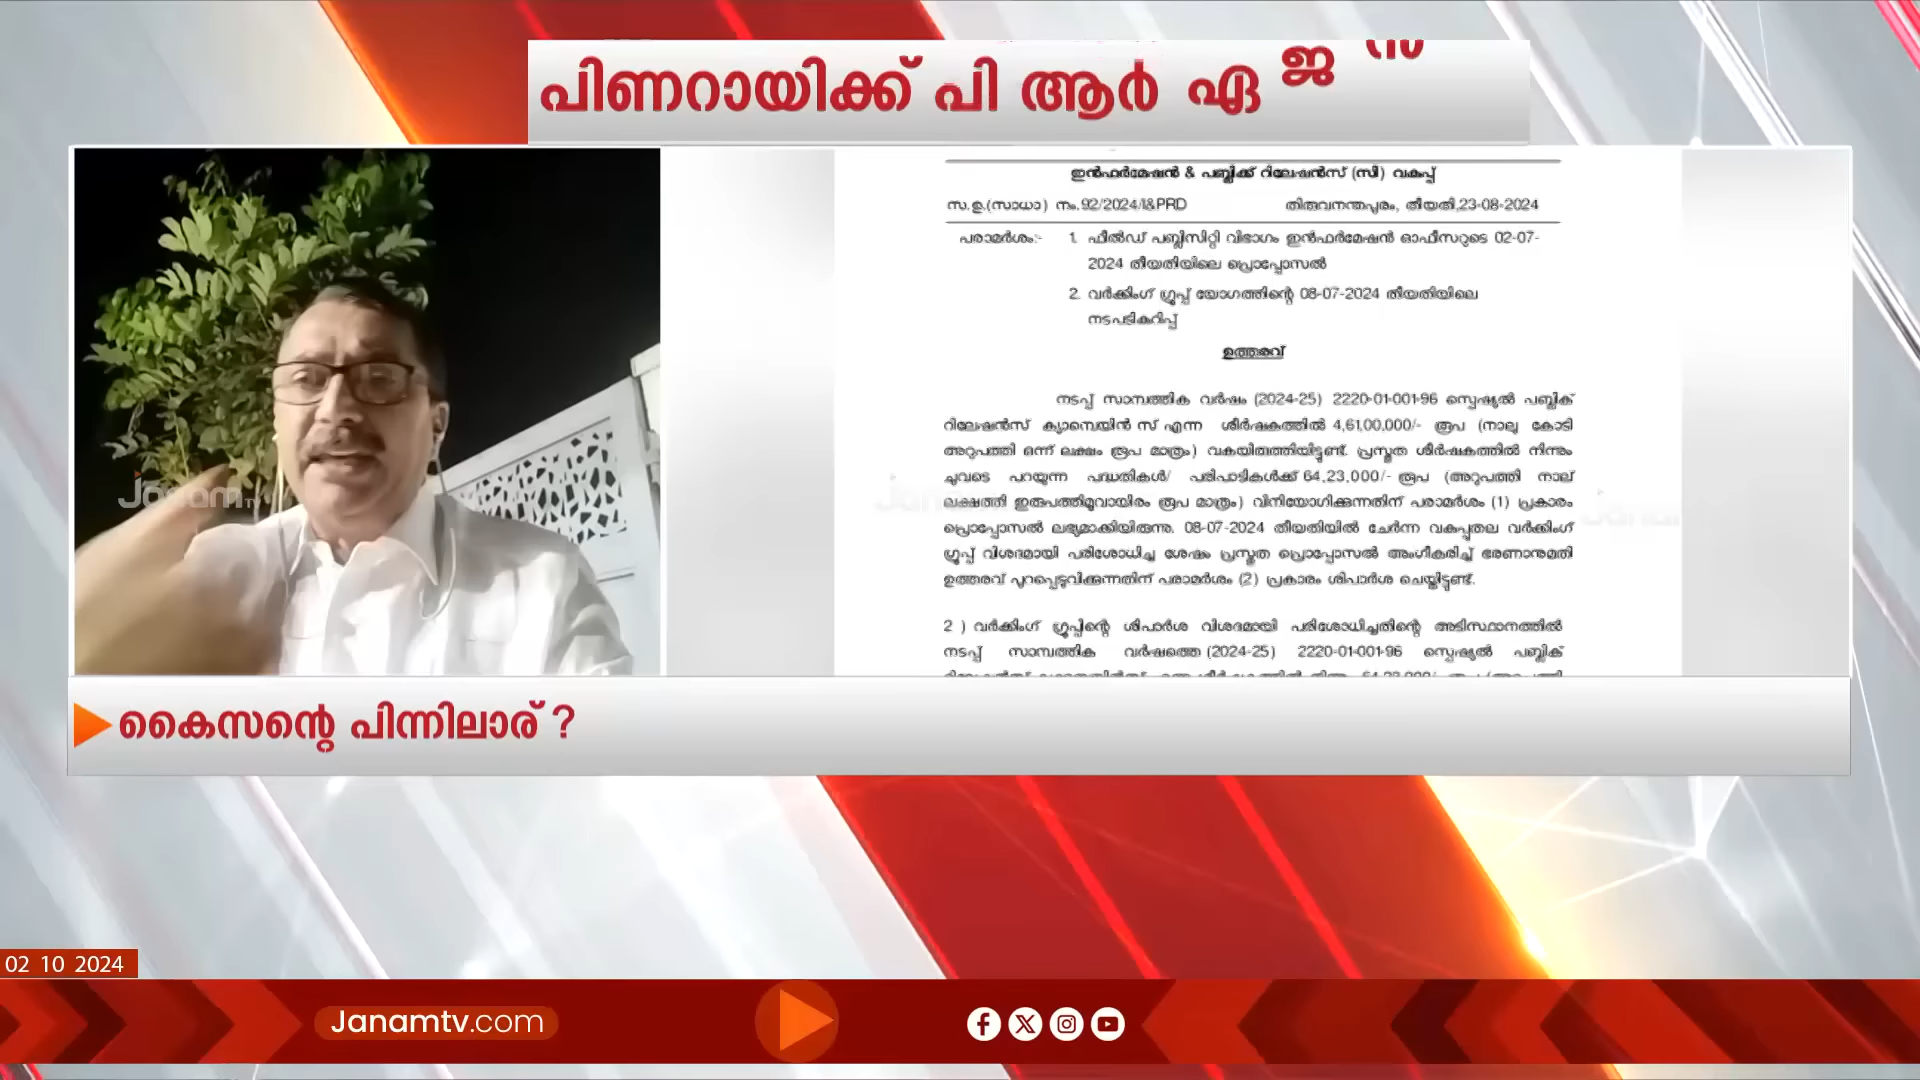 പിണറായിക്ക് പി ആർ ഏജ
ഇൻഫർമേഷൻ & പബ്ലിക് റിലേഷൻസ് (സി) വകുപ്പ്
സ.ഉ.(സാധാ) നം.92/2024/I&PRD തിരുവനന്തപുരം, തീയതി,23-08-2024
പരാമർശം:- 1. ഫീൽഡ് പബ്ലിസിറ്റി വിഭാഗം ഇൻഫർമേഷൻ ഓഫീസറുടെ 02-07-
2024 തീയതിയിലെ പ്രൊപ്പോസൽ
2. വർക്കിംഗ് ഗ്രൂപ്പ് യോഗത്തിന്റെ 08-07-2024 തീയതിയിലെ
നടപടിക്കുറിപ്പ്
ഉത്തരവ്
നടപ്പ് സാമ്പത്തിക വർഷം (2024-25) 2220-01-001-96 സ്പെഷ്യൽ പബ്ലിക്
റിലേഷൻസ് ക്യാമ്പെയിൻ സ് എന്ന ശീർഷകത്തിൽ 4,61,00,000/- രൂപ (നാലു കോടി
അറുപത്തി ഒന്ന് ലക്ഷം രൂപ മാത്രം) വകയിരുത്തിയിട്ടുണ്ട്. പ്രസ്തുത ശീർഷകത്തിൽ നിന്നും
ചുവടെ പറയുന്ന പദ്ധതികൾ/ പരിപാടികൾക്ക് 64,23,000/- രൂപ (അറുപത്തി നാല്
ലക്ഷത്തി ഇരുപത്തിമൂവായിരം രൂപ മാത്രം) വിനിയോഗിക്കുന്നതിന് പരാമർശം (1) പ്രകാരം
പ്രൊപ്പോസൽ ലഭ്യമാക്കിയിരുന്നു. 08-07-2024 തീയതിയിൽ ചേർന്ന വകുപ്പുതല വർക്കിംഗ്
ഗ്രൂപ്പ് വിശദമായി പരിശോധിച്ച ശേഷം പ്രസ്തുത പ്രൊപ്പോസൽ അംഗീകരിച്ച് ഭരണാനുമതി
ഉത്തരവ് പുറപ്പെടുവിക്കുന്നതിന് പരാമർശം (2) പ്രകാരം ശിപാർശ ചെയ്തിട്ടുണ്ട്.
2 ) വർക്കിംഗ് ഗ്രൂപ്പിന്റെ ശിപാർശ വിശദമായി പരിശോധിച്ചതിന്റെ അടിസ്ഥാനത്തിൽ
നടപ്പ് സാമ്പത്തിക വർഷത്തെ (2024-25) 2220-01-001-96 സ്പെഷ്യൽ പബ്ലിക്
Janam TV
കൈസന്റെ പിന്നിലാര് ?
02 10 2024
Janamtv.com